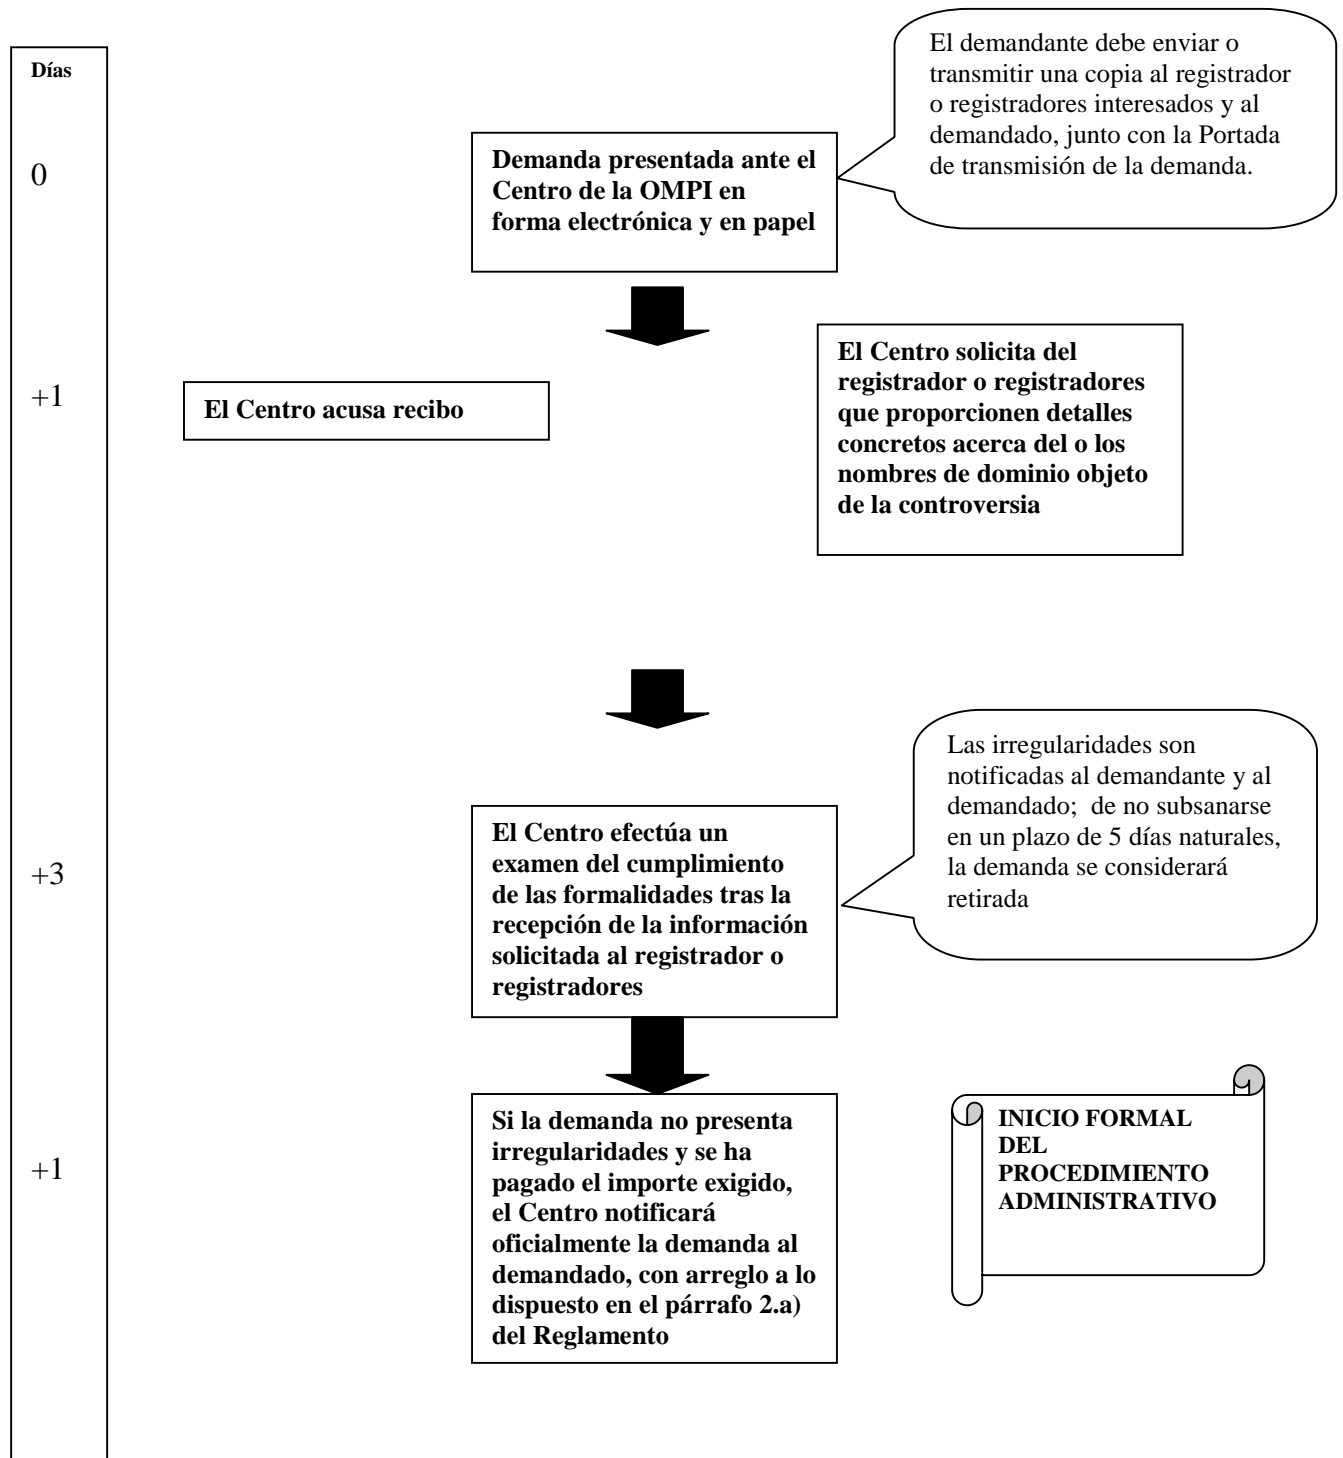 Días
El demandante debe enviar o
transmitir una copia al registrador
o registradores interesados y al
demandado, junto con la Portada
de transmisión de la demanda.
0
Demanda presentada ante el
Centro de la OMPI en
forma electrónica y en papel
+1
El Centro acusa recibo
El Centro solicita del
registrador o registradores
que proporcionen detalles
concretos acerca del o los
nombres de dominio objeto
de la controversia
+3
El Centro efectúa un
examen del cumplimiento
de las formalidades tras la
recepción de la información
solicitada al registrador o
registradores
Las irregularidades son
notificadas al demandante y al
demandado;  de no subsanarse
en un plazo de 5 días naturales,
la demanda se considerará
retirada
+1
Si la demanda no presenta
irregularidades y se ha
pagado el importe exigido,
el Centro notificará
oficialmente la demanda al
demandado, con arreglo a lo
dispuesto en el párrafo 2.a)
del Reglamento
INICIO FORMAL
DEL
PROCEDIMIENTO
ADMINISTRATIVO
+1